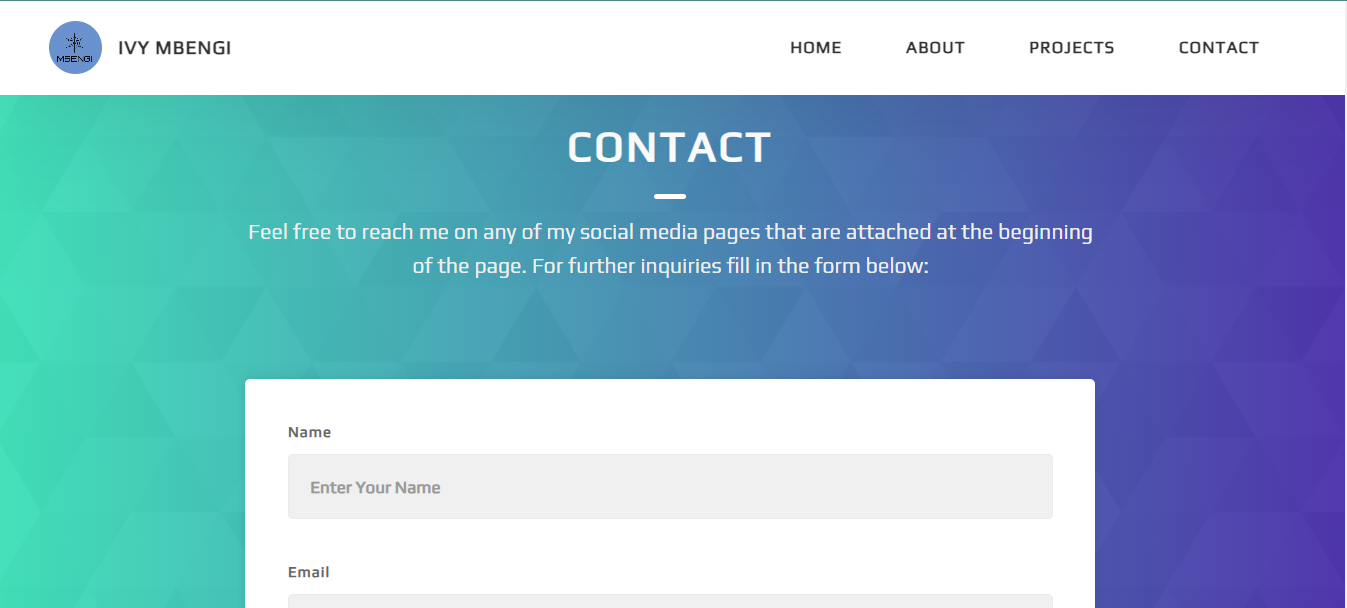 MBENGI
IVY MBENGI
HOME
ABOUT
PROJECTS
CONTACT
CONTACT
Feel free to reach me on any of my social media pages that are attached at the beginning
of the page. For further inquiries fill in the form below:
Name
Enter Your Name
Email